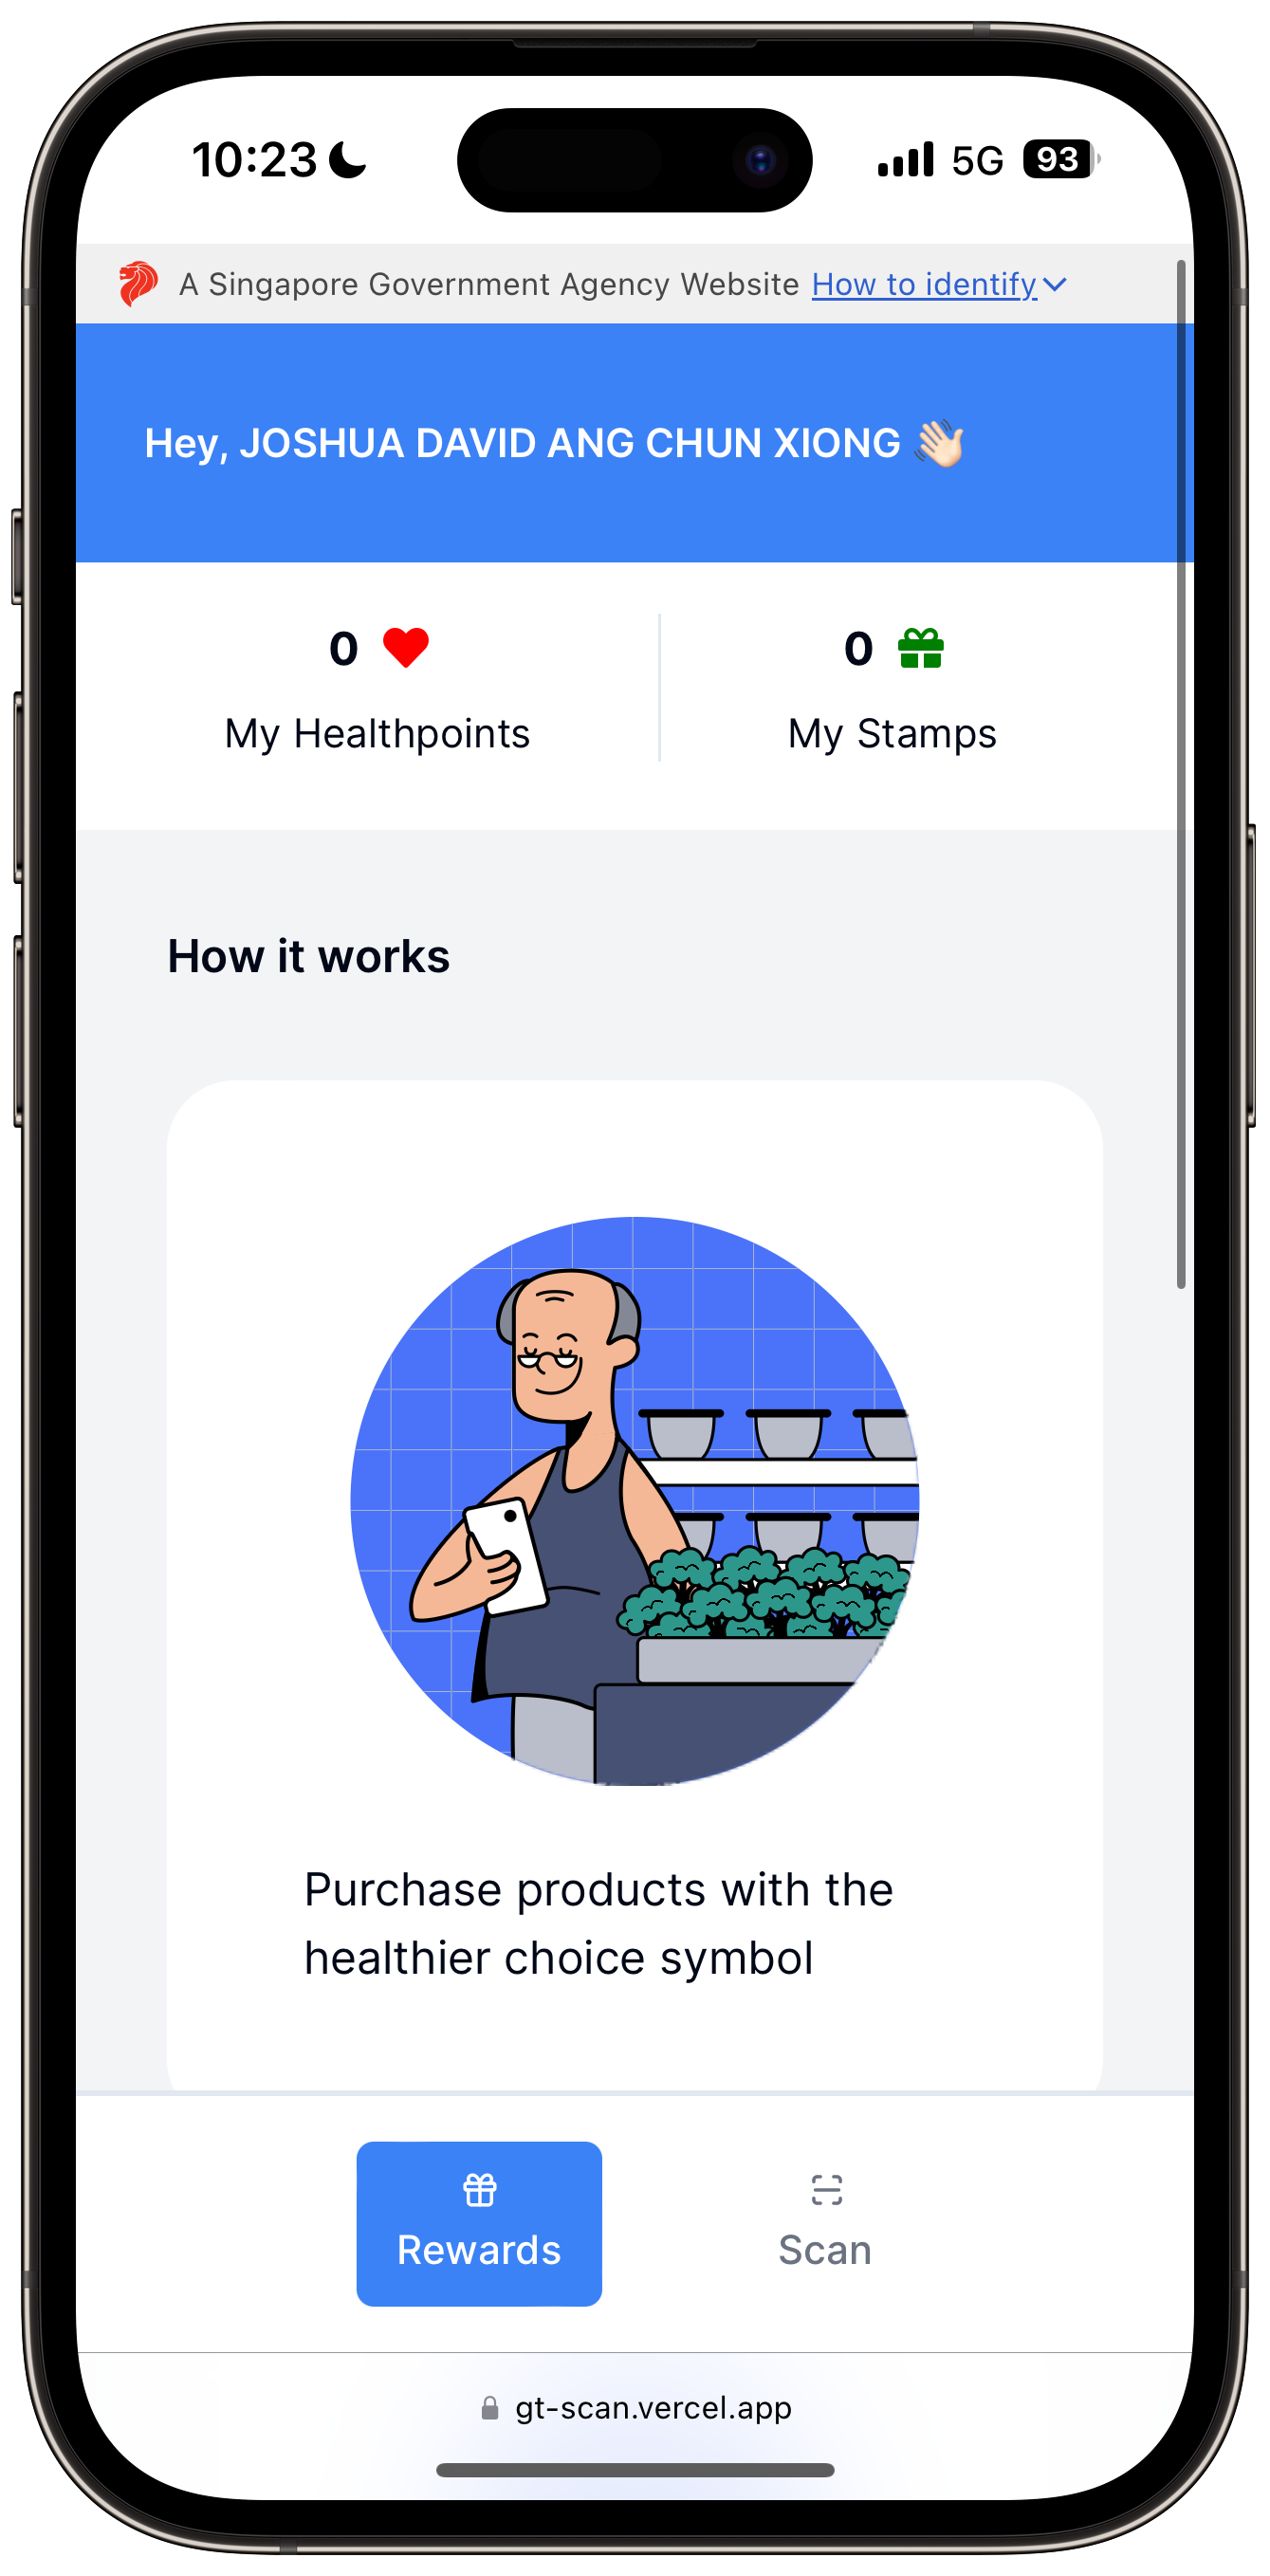 10:23
5G 93
A Singapore Government Agency Website How to identify
Hey, JOSHUA DAVID ANG CHUN XIONG 👋🏻
0
0
My Healthpoints
My Stamps
How it works
Purchase products with the
healthier choice symbol
Rewards
Scan
gt-scan.vercel.app